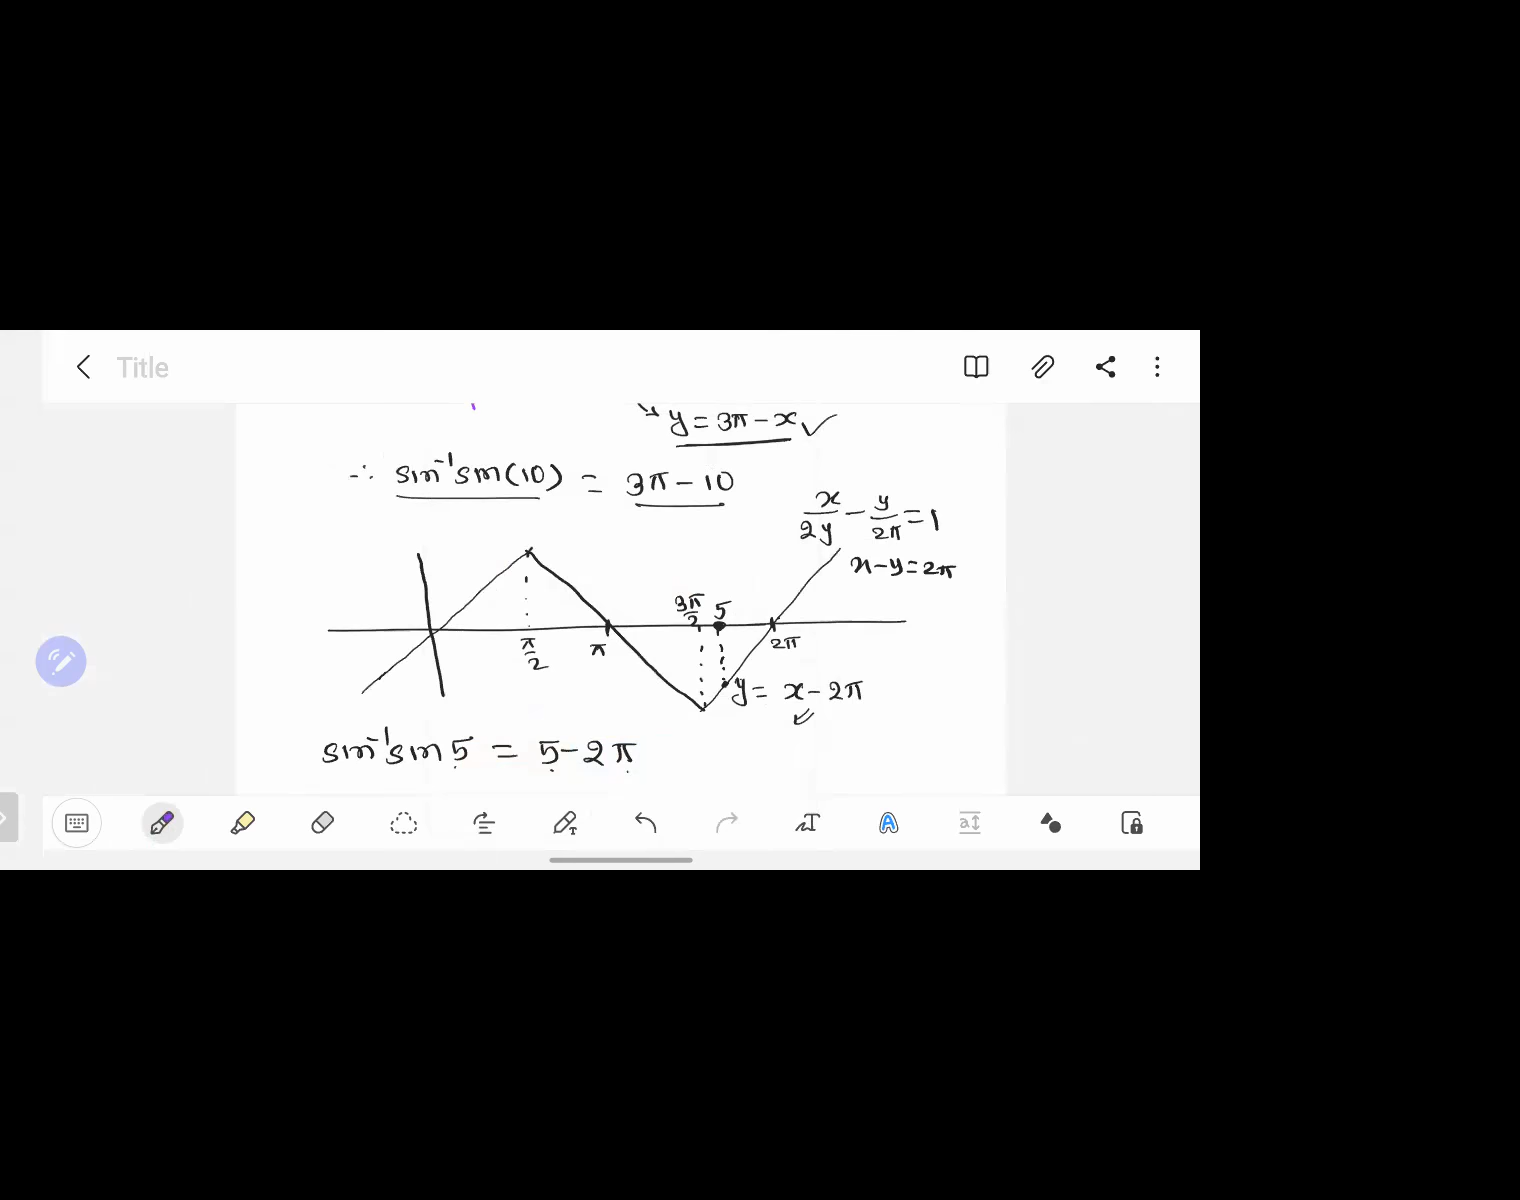 Title
y = 3π - x ✓
∴ sin⁻¹sin(10) = 3π - 10
x/2y - y/2π = 1
x - y = 2π
3π/2 5
π/2 π 2π
y = x - 2π
sin⁻¹sin 5 = 5 - 2π